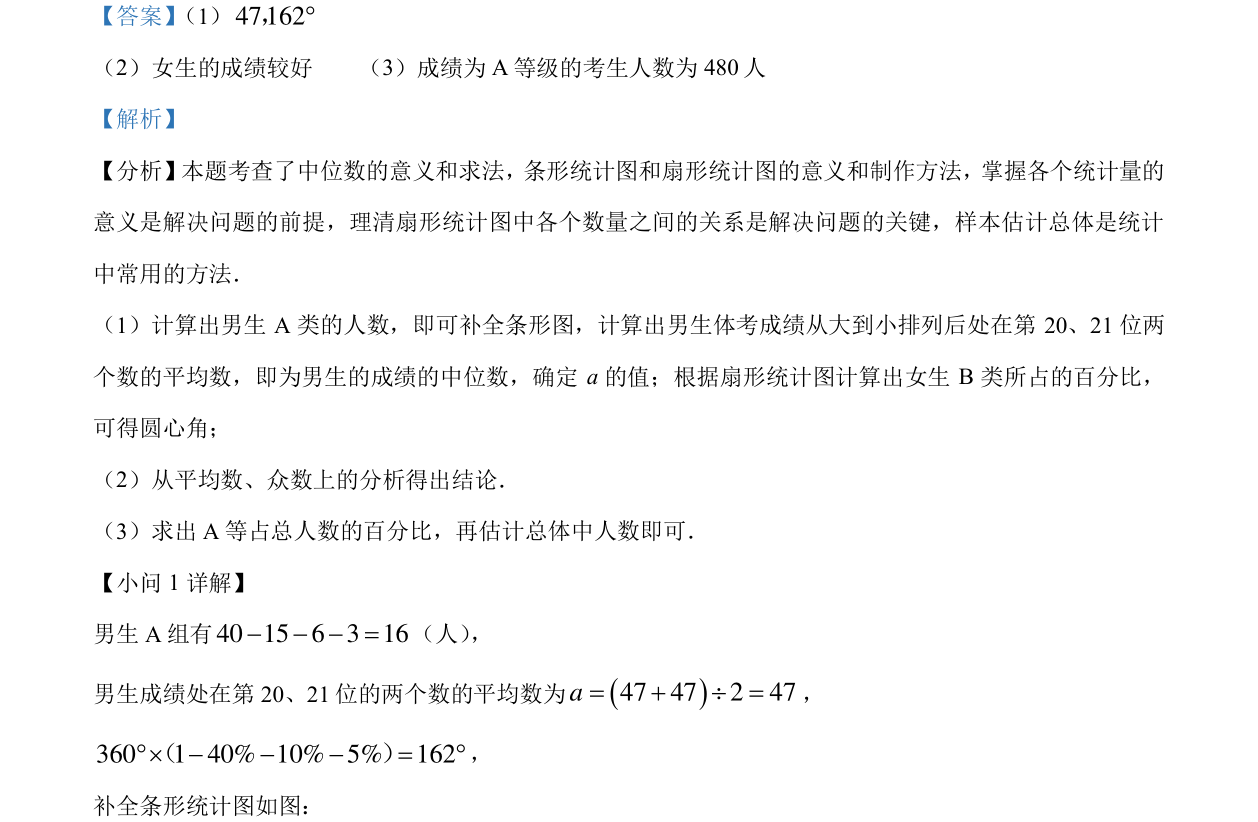 【答案】（1）47,162°
（2）女生的成绩较好 （3）成绩为 A 等级的考生人数为 480 人
【解析】
【分析】本题考查了中位数的意义和求法，条形统计图和扇形统计图的意义和制作方法，掌握各个统计量的
意义是解决问题的前提，理清扇形统计图中各个数量之间的关系是解决问题的关键，样本估计总体是统计
中常用的方法．
（1）计算出男生 A 类的人数，即可补全条形图，计算出男生体考成绩从大到小排列后处在第 20、21 位两
个数的平均数，即为男生的成绩的中位数，确定 a 的值；根据扇形统计图计算出女生 B 类所占的百分比，
可得圆心角；
（2）从平均数、众数上的分析得出结论．
（3）求出 A 等占总人数的百分比，再估计总体中人数即可．
【小问 1 详解】
男生 A 组有 40−15−6−3=16（人），
男生成绩处在第 20、21 位的两个数的平均数为 a=(47+47)÷2=47，
360°×（1−40%−10%−5%）=162°，
补全条形统计图如图：